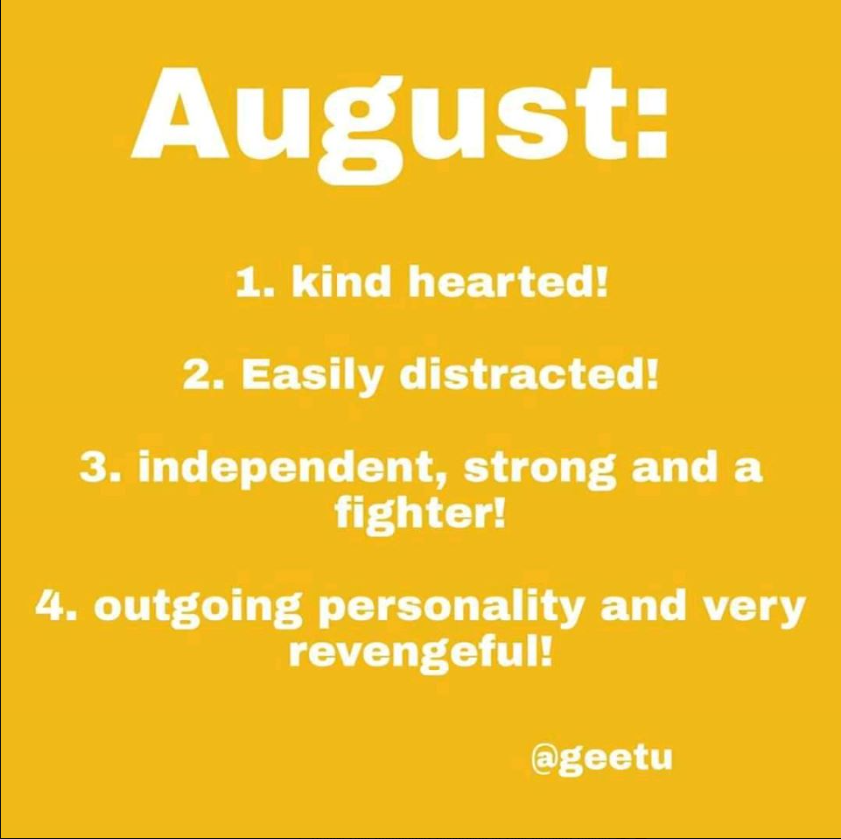 August:
1. kind hearted!
2. Easily distracted!
3. independent, strong and a
fighter!
4. outgoing personality and very
revengeful!
@geetu